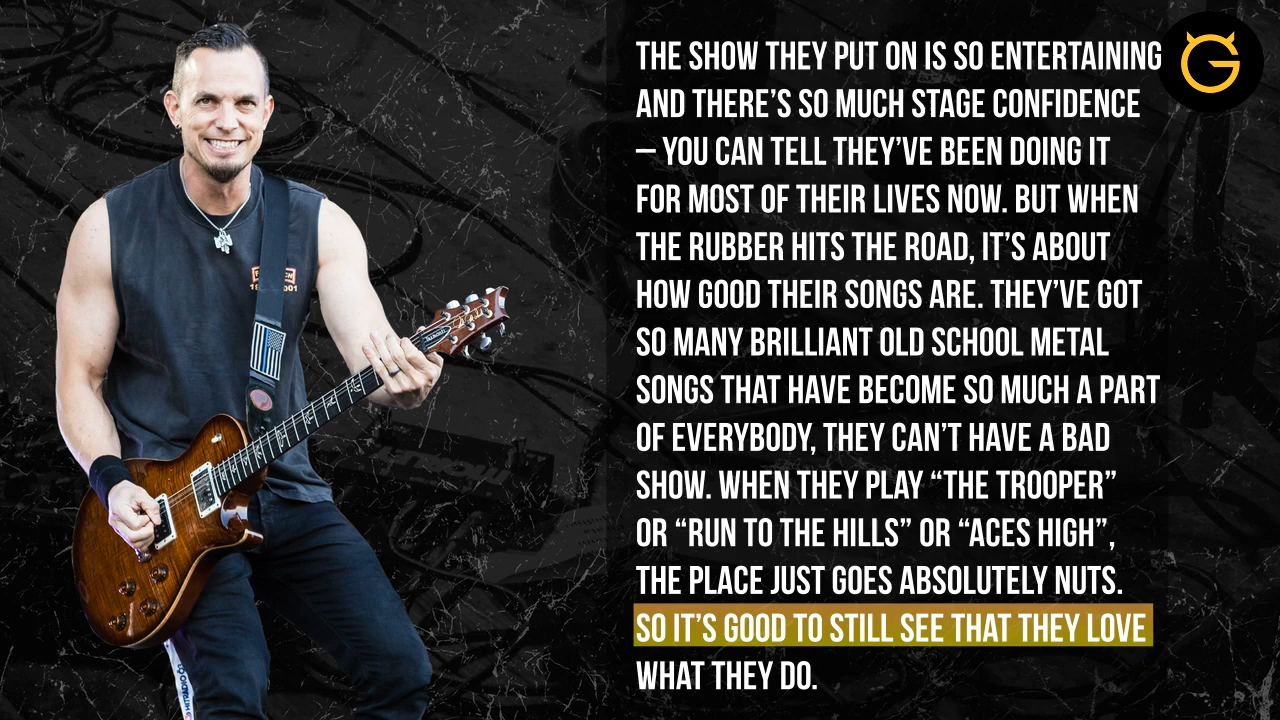 THE SHOW THEY PUT ON IS SO ENTERTAINING
AND THERE'S SO MUCH STAGE CONFIDENCE
– YOU CAN TELL THEY'VE BEEN DOING IT
FOR MOST OF THEIR LIVES NOW. BUT WHEN
THE RUBBER HITS THE ROAD, IT'S ABOUT
HOW GOOD THEIR SONGS ARE. THEY'VE GOT
SO MANY BRILLIANT OLD SCHOOL METAL
SONGS THAT HAVE BECOME SO MUCH A PART
OF EVERYBODY, THEY CAN'T HAVE A BAD
SHOW. WHEN THEY PLAY “THE TROOPER”
OR “RUN TO THE HILLS” OR “ACES HIGH”,
THE PLACE JUST GOES ABSOLUTELY NUTS.
SO IT'S GOOD TO STILL SEE THAT THEY LOVE
WHAT THEY DO.
G
TREMONTI
HITRADIO